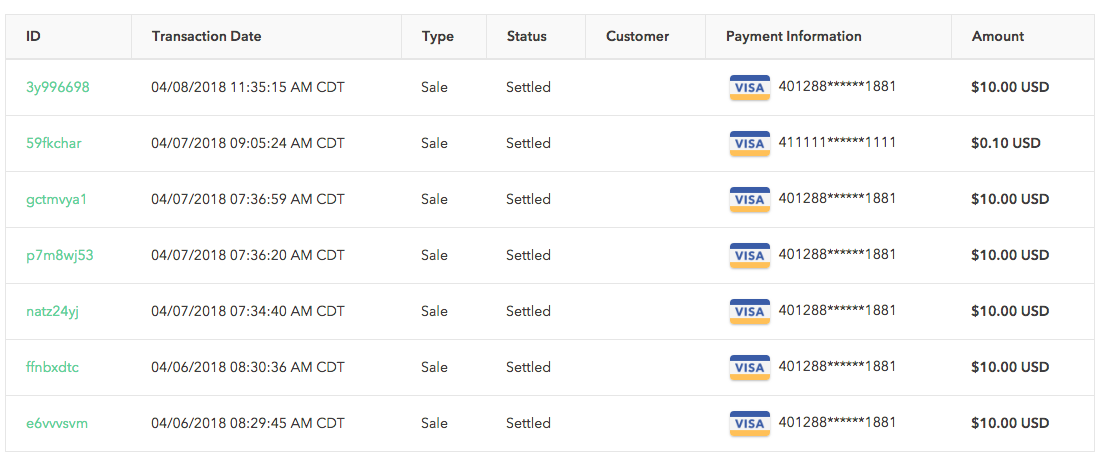 ID Transaction Date Type Status Customer Payment Information Amount
3y996698 04/08/2018 11:35:15 AM CDT Sale Settled VISA 401288******1881 $10.00 USD
59fkchar 04/07/2018 09:05:24 AM CDT Sale Settled VISA 411111******1111 $0.10 USD
gctmvya1 04/07/2018 07:36:59 AM CDT Sale Settled VISA 401288******1881 $10.00 USD
p7m8wj53 04/07/2018 07:36:20 AM CDT Sale Settled VISA 401288******1881 $10.00 USD
natz24yj 04/07/2018 07:34:40 AM CDT Sale Settled VISA 401288******1881 $10.00 USD
ffnbxdtc 04/06/2018 08:30:36 AM CDT Sale Settled VISA 401288******1881 $10.00 USD
e6vvvsvm 04/06/2018 08:29:45 AM CDT Sale Settled VISA 401288******1881 $10.00 USD